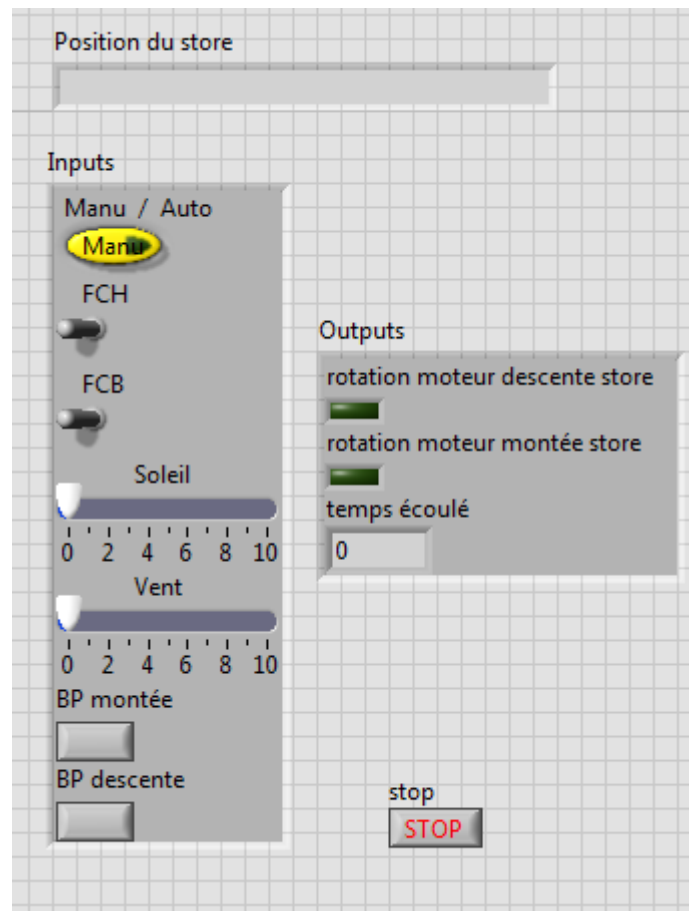 Position du store
Inputs
Manu / Auto
Manu
FCH
FCB
Soleil
0 2 4 6 8 10
Vent
0 2 4 6 8 10
BP montée
BP descente
Outputs
rotation moteur descente store
rotation moteur montée store
temps écoulé
0
stop
STOP